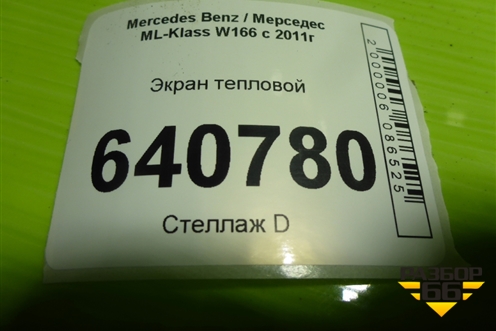 Mercedes Benz / Мерседес
ML-Klass W166 с 2011г
Экран тепловой
640780
Стеллаж D
2000006086525
РАЗБОР
66